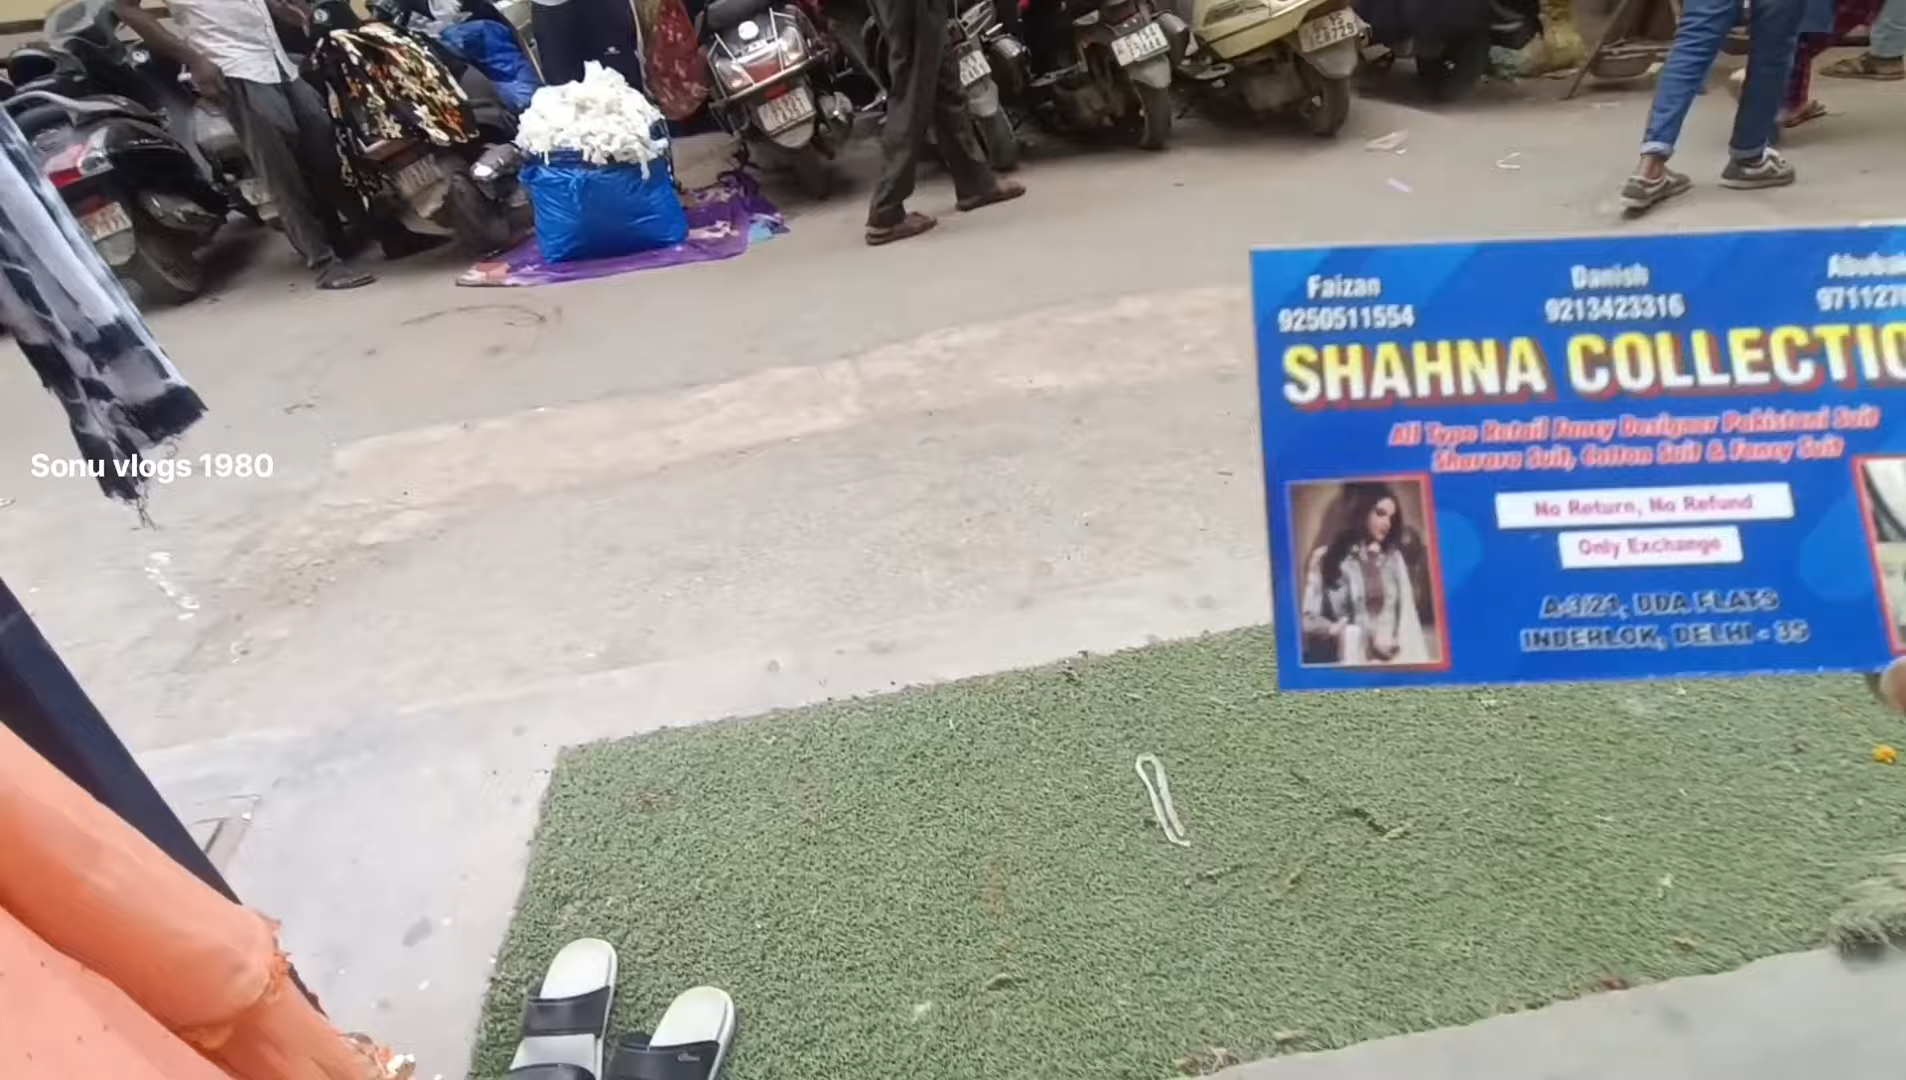 Faizan
9250511554
Danish
9213423316
SHAHNA COLLECTIO
All Type Retail Fancy Designer Pakistani Suit
Sharara Suit, Cotton Suit & Fancy Suit
No Return, No Refund
Only Exchange
A-3/21, DDA FLATS
INDERLOK, DELHI - 35
Sonu vlogs 1980